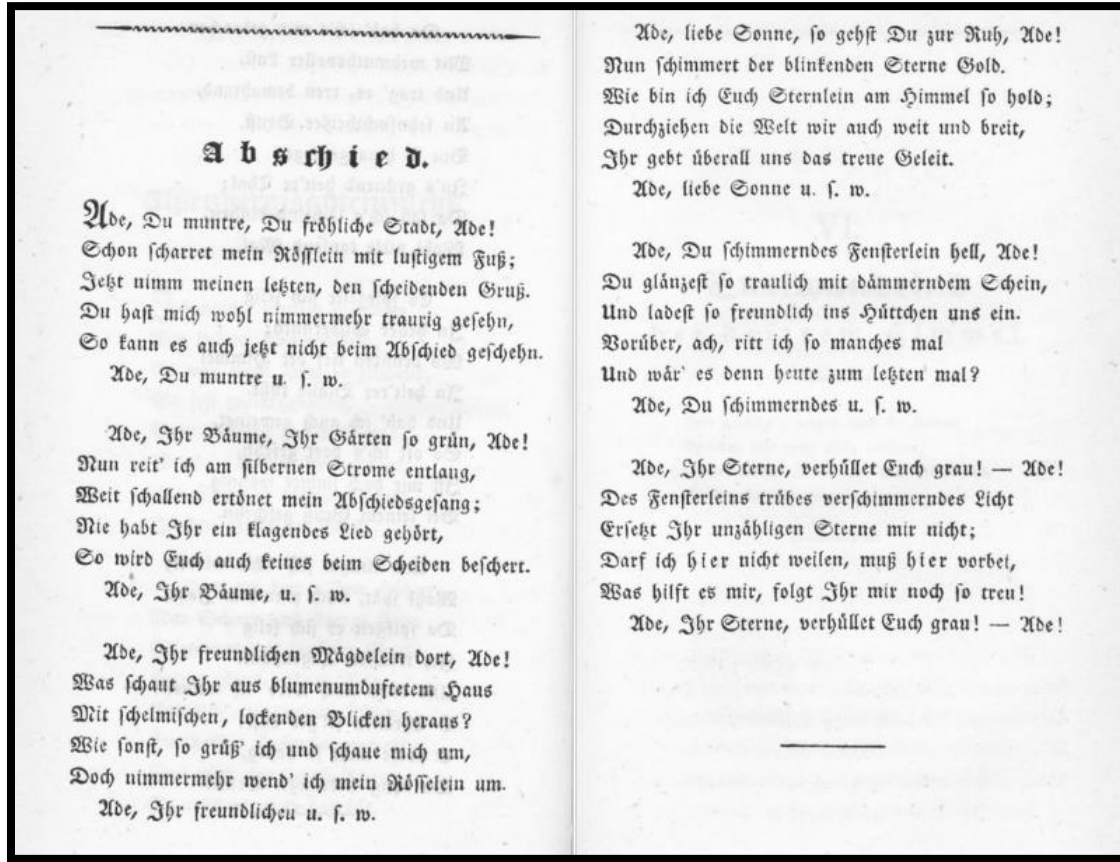 Abschied.
Ade, Du muntre, Du fröhliche Stadt, Ade!
Schon scharret mein Rösslein mit lustigem Fuß;
Jetzt nimm meinen letzten, den scheidenden Gruß.
Du hast mich wohl nimmermehr traurig gesehn,
So kann es auch jetzt nicht beim Abschied geschehn.
Ade, Du muntre u. s. w.
Ade, Ihr Bäume, Ihr Gärten so grün, Ade!
Nun reit' ich am silbernen Strome entlang,
Weit schallend ertönet mein Abschiedsgesang;
Nie habt Ihr ein klagendes Lied gehört,
So wird Euch auch keines beim Scheiden beschert.
Ade, Ihr Bäume, u. s. w.
Ade, Ihr freundlichen Mägdelein dort, Ade!
Was schaut Ihr aus blumenumduftetem Haus
Mit schelmischen, lockenden Blicken heraus?
Wie sonst, so grüß' ich und schaue mich um,
Doch nimmermehr wend' ich mein Rösselein um.
Ade, Ihr freundlichen u. s. w.
Ade, liebe Sonne, so gehst Du zur Ruh, Ade!
Nun schimmert der blinkenden Sterne Gold.
Wie bin ich Euch Sternlein am Himmel so hold;
Durchziehen die Welt wir auch weit und breit,
Ihr gebt überall uns das treue Geleit.
Ade, liebe Sonne u. s. w.
Ade, Du schimmerndes Fensterlein hell, Ade!
Du glänzest so traulich mit dämmerndem Schein,
Und ladest so freundlich ins Hüttchen uns ein.
Vorüber, ach, ritt ich so manches mal
Und wär' es denn heute zum letzten' mal?
Ade, Du schimmerndes u. s. w.
Ade, Ihr Sterne, verhüllet Euch grau! — Ade!
Des Fensterleins trübes verschimmerndes Licht
Ersetzt Ihr unzähligen Sterne mir nicht;
Darf ich hier nicht weilen, muß hier vorbei,
Was hilft es mir, folgt Ihr mir noch so treu!
Ade, Ihr Sterne, verhüllet Euch grau! — Ade!